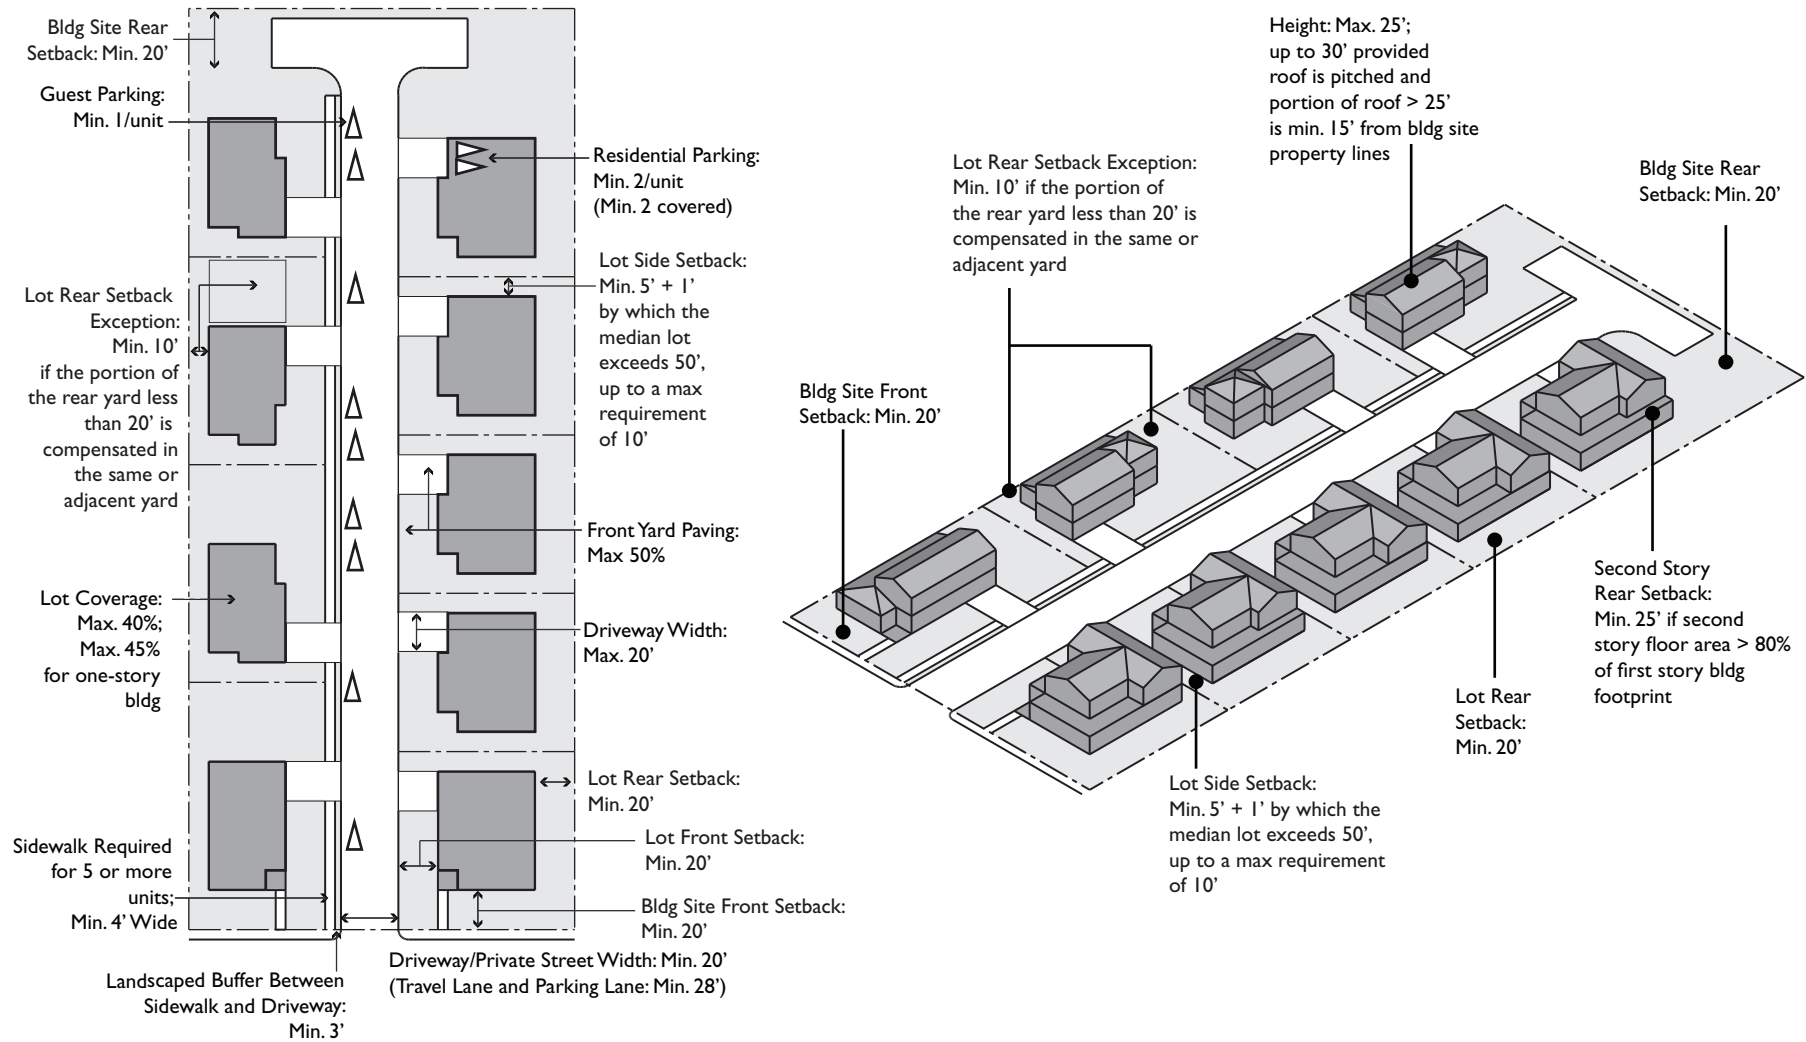 Bldg Site Rear
Setback: Min. 20’
Guest Parking:
Min. 1/unit
Lot Rear Setback
Exception:
Min. 10’
if the portion of
the rear yard less
than 20’ is
compensated in
the same or
adjacent yard
Lot Coverage:
Max. 40%;
Max. 45%
for one-story
bldg
Sidewalk Required
for 5 or more
units;
Min. 4’ Wide
Landscaped Buffer Between
Sidewalk and Driveway:
Min. 3’
Residential Parking:
Min. 2/unit
(Min. 2 covered)
Lot Side Setback:
Min. 5’ + 1’
by which the
median lot
exceeds 50’,
up to a max
requirement
of 10’
Front Yard Paving:
Max 50%
Driveway Width:
Max. 20’
Lot Rear Setback:
Min. 20’
Lot Front Setback:
Min. 20’
Bldg Site Front Setback:
Min. 20’
Driveway/Private Street Width: Min. 20’
(Travel Lane and Parking Lane: Min. 28’)
Bldg Site Front
Setback: Min. 20’
Lot Rear Setback Exception:
Min. 10’ if the portion of
the rear yard less than 20’ is
compensated in the same or
adjacent yard
Height: Max. 25’;
up to 30’ provided
roof is pitched and
portion of roof > 25’
is min. 15’ from bldg site
property lines
Bldg Site Rear
Setback: Min. 20’
Second Story
Rear Setback:
Min. 25’ if second
story floor area > 80%
of first story bldg
footprint
Lot Rear
Setback:
Min. 20’
Lot Side Setback:
Min. 5’ + 1’ by which the
median lot exceeds 50’,
up to a max requirement
of 10’